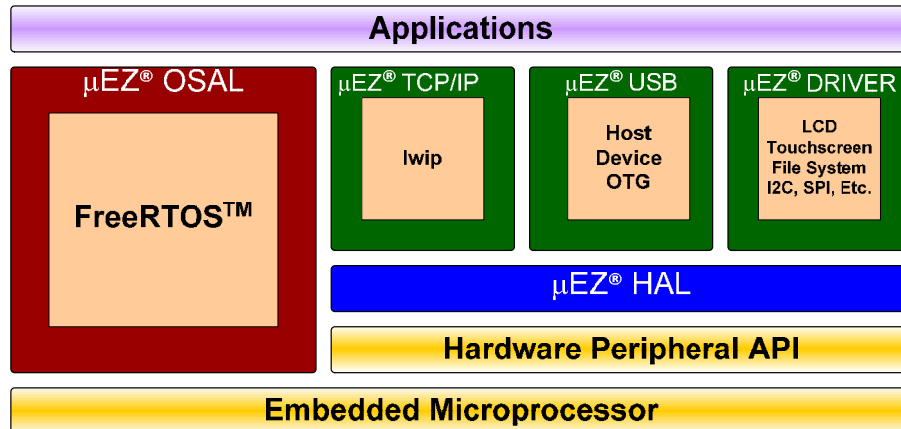 Applications
μEZ® OSAL
FreeRTOS™
μEZ® TCP/IP
lwip
μEZ® USB
Host
Device
OTG
μEZ® DRIVER
LCD
Touchscreen
File System
I2C, SPI, Etc.
μEZ® HAL
Hardware Peripheral API
Embedded Microprocessor